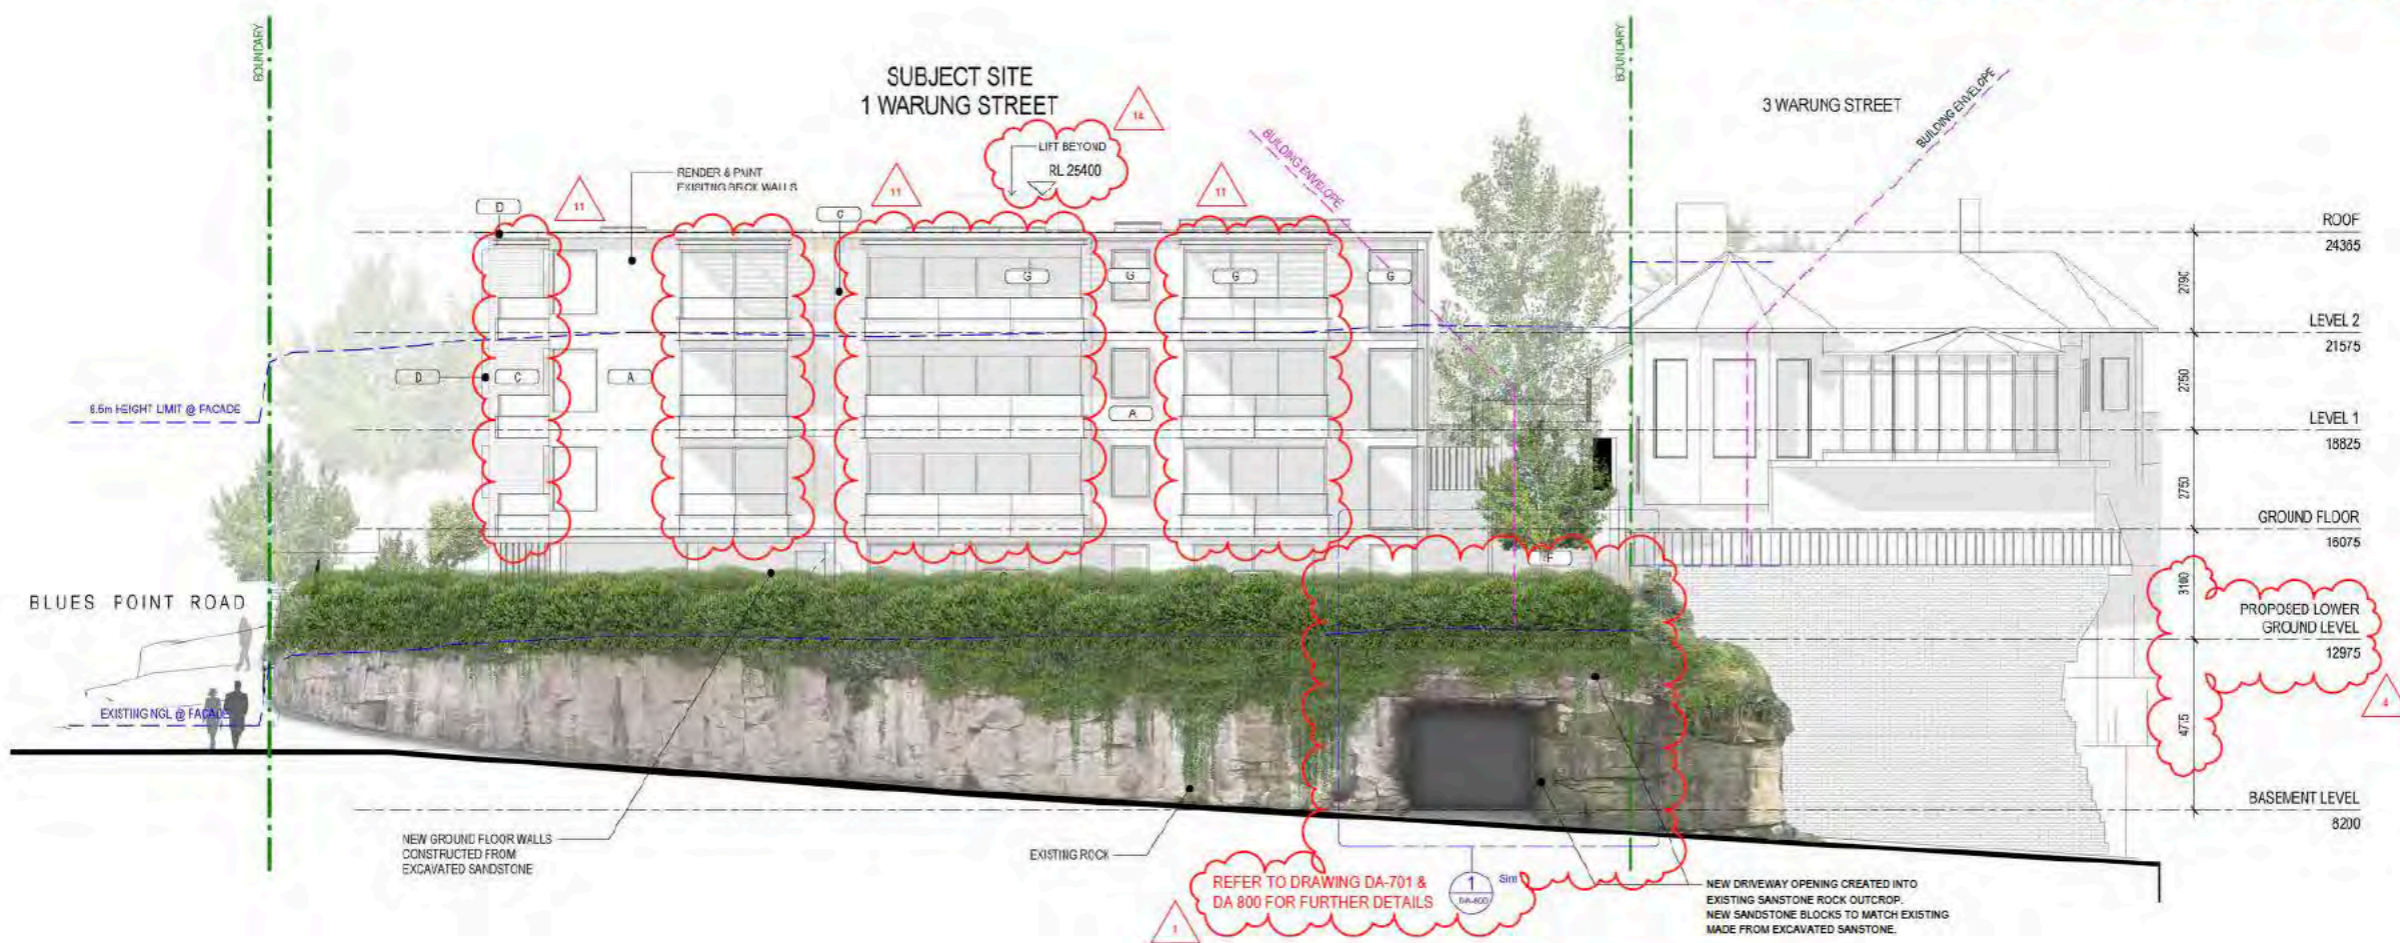 BOUNDARY
SUBJECT SITE
1 WARUNG STREET
14
LIFT BEYOND
RL 25400
BUILDING ENVELOPE
BOUNDARY
3 WARUNG STREET
BUILDING ENVELOPE
RENDER & PAINT
EXISITING BRICK WALLS
11
11
11
D
C
G
G
G
G
D
C
A
A
F
8.5m HEIGHT LIMIT @ FACADE
ROOF
24365
2790
LEVEL 2
21575
2750
LEVEL 1
18825
2750
GROUND FLOOR
16075
3100
PROPOSED LOWER
GROUND LEVEL
12975
4
4775
BASEMENT LEVEL
8200
BLUES POINT ROAD
EXISTING NGL @ FACADE
NEW GROUND FLOOR WALLS
CONSTRUCTED FROM
EXCAVATED SANDSTONE
EXISTING ROCK
REFER TO DRAWING DA-701 &
DA 800 FOR FURTHER DETAILS
1
1
DA-800
Sim
NEW DRIVEWAY OPENING CREATED INTO
EXISTING SANSTONE ROCK OUTCROP.
NEW SANDSTONE BLOCKS TO MATCH EXISTING
MADE FROM EXCAVATED SANSTONE.